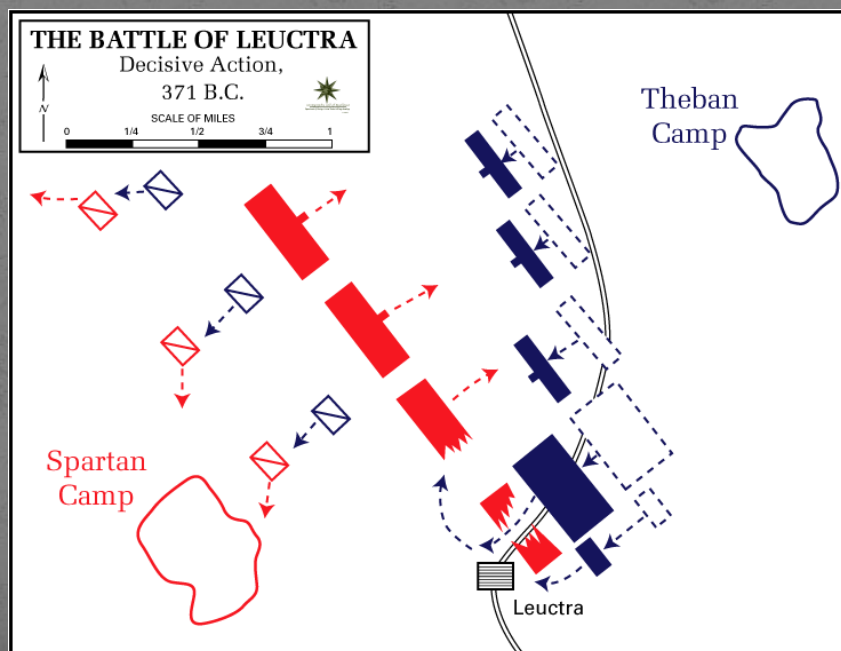 THE BATTLE OF LEUCTRA
Decisive Action,
371 B.C.
N
SCALE OF MILES
0 1/4 1/2 3/4 1
Theban
Camp
Spartan
Camp
Leuctra